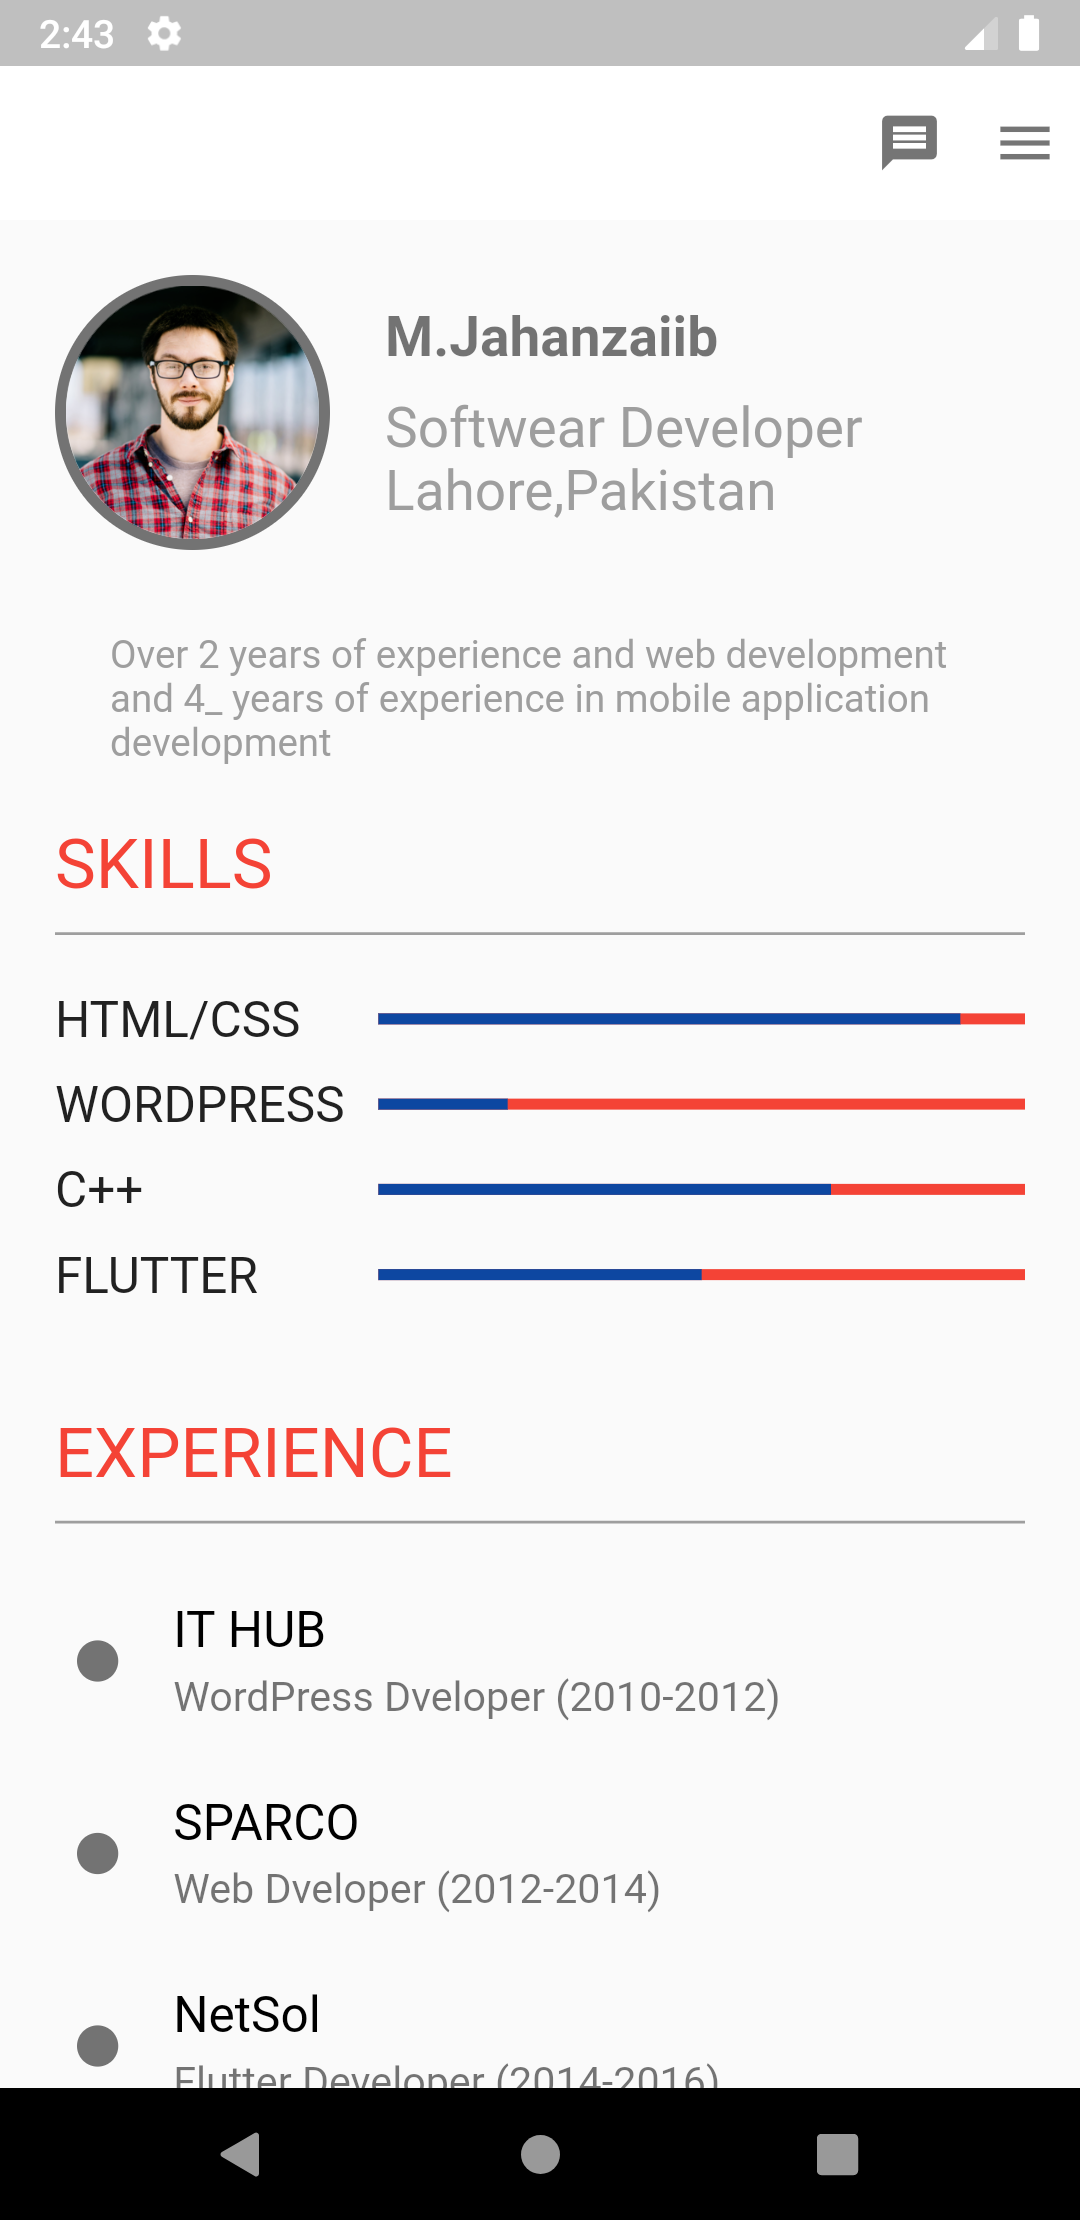 2:43
M.Jahanzaiib
Softwear Developer
Lahore,Pakistan
Over 2 years of experience and web development
and 4_ years of experience in mobile application
development
SKILLS
HTML/CSS
WORDPRESS
C++
FLUTTER
EXPERIENCE
IT HUB
WordPress Dveloper (2010-2012)
SPARCO
Web Dveloper (2012-2014)
NetSol
Flutter Developer (2014-2016)